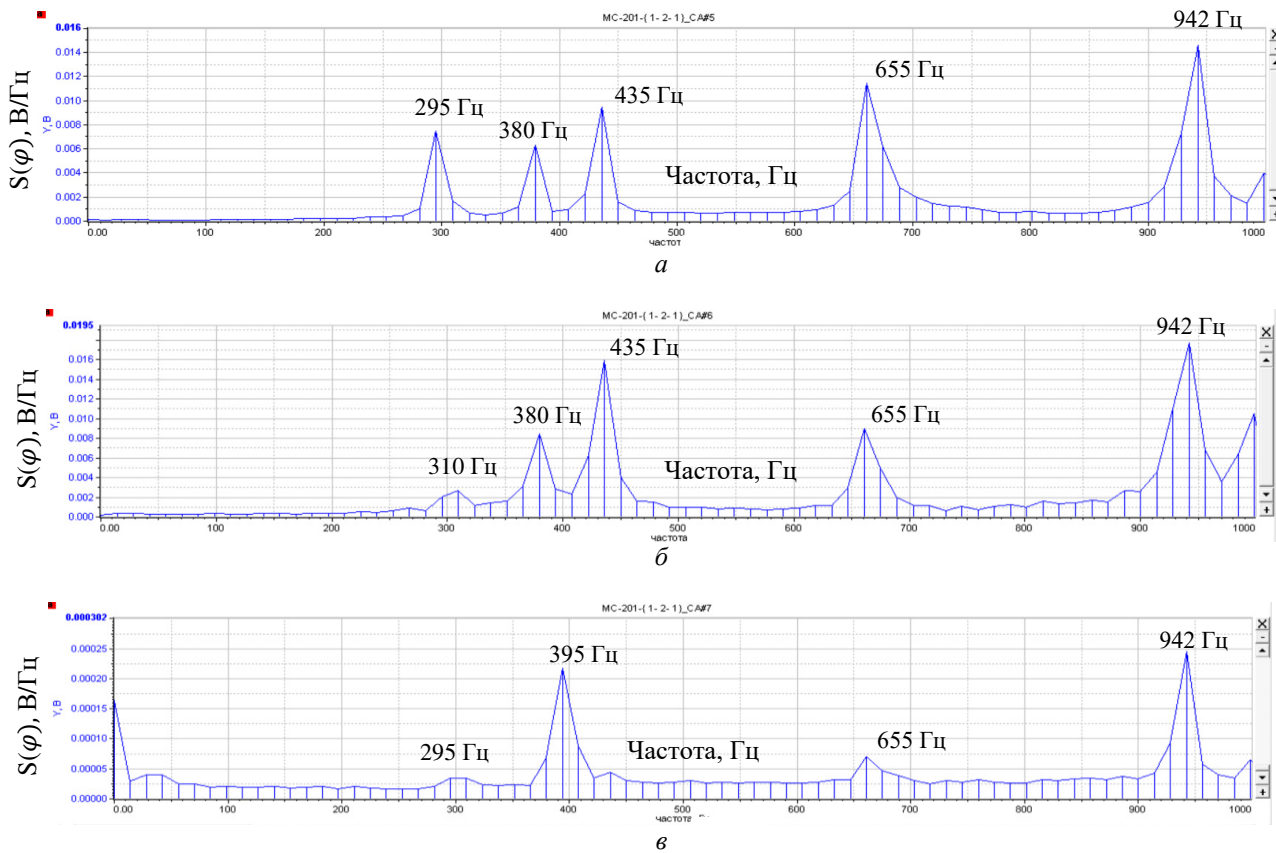 MC-201-( 1- 2- 1)_CA#5
S(φ), В/Гц
Y,B
0.016
0.014
0.012
0.010
0.008
0.006
0.004
0.002
0.000
295 Гц
380 Гц
435 Гц
655 Гц
942 Гц
Частота, Гц
0.00 100 200 300 400 500 600 700 800 900 1000
частот
а
MC-201-( 1- 2- 1)_CA#6
S(φ), В/Гц
Y,B
0.0195
0.016
0.014
0.012
0.010
0.008
0.006
0.004
0.002
0.000
310 Гц
380 Гц
435 Гц
655 Гц
942 Гц
Частота, Гц
0.00 100 200 300 400 500 600 700 800 900 1000
частота
б
MC-201-( 1- 2- 1)_CA#7
S(φ), В/Гц
Y,B
0.000302
0.00025
0.00020
0.00015
0.00010
0.00005
0.00000
295 Гц
395 Гц
655 Гц
942 Гц
Частота, Гц
0.00 100 200 300 400 500 600 700 800 900 1000
частота
в